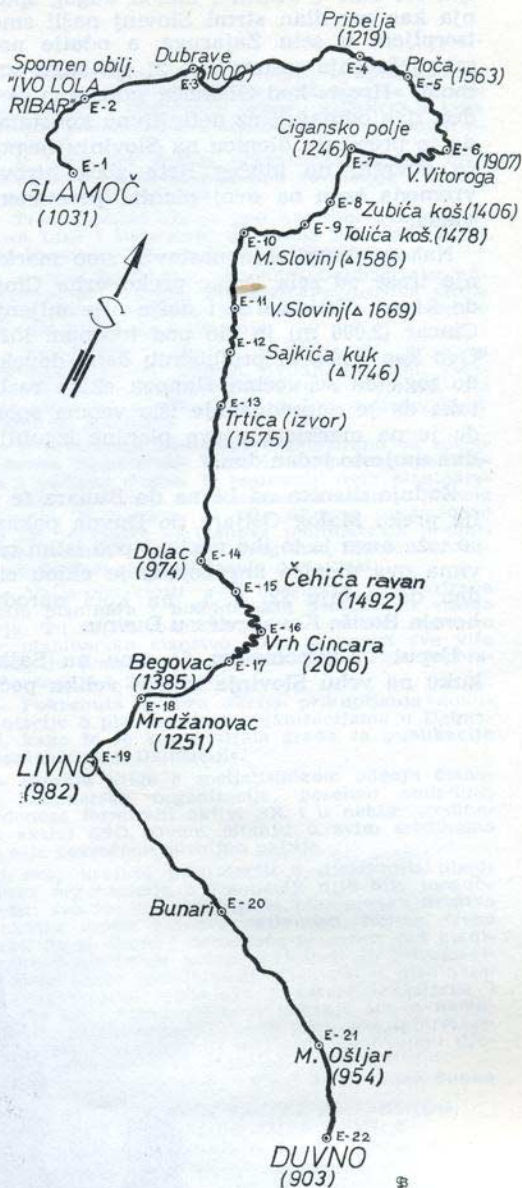 Pribelja
(1219)
Dubrave
Spomen obilj.
"IVO LOLA
RIBAR"
(1000)
E-3
E-4
Ploča
E-5 (1563)
E-2
Cigansko polje
(1246)
E-7
E-6
(1907)
V. Vitoroga
E-1
GLAMOČ
(1031)
E-8
Zubića koš.(1406)
E-9
Tolića koš.(1478)
E-10
M. Slovinj (△1586)
E-11
V. Slovinj (△ 1669)
E-12
Sajkića kuk
(△ 1746)
E-13
Trtica (izvor)
(1575)
E-14
Dolac
(974)
E-15
Čehića ravan
(1492)
E-16
Vrh Cincara
(2006)
E-17
Begovac
(1385)
E-18
Mrdžanovac
(1251)
E-19
LIVNO
(982)
Bunari
E-20
E-21
M. Ošljar
(954)
E-22
DUVNO
(903)